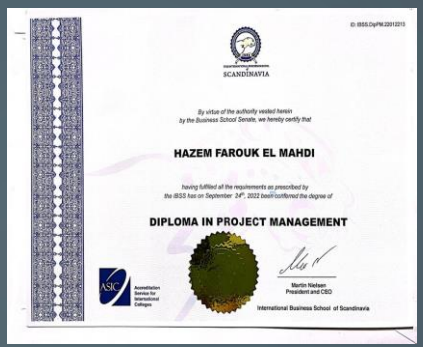 ID: IBSS.DipPM.22012213
SCANDINAVIA
By virtue of the authority vested herein
by the Business School Senate, we hereby certify that
HAZEM FAROUK EL MAHDI
having fulfilled all the requirements as prescribed by
the IBSS has on September 24th, 2022 been conferred the degree of
DIPLOMA IN PROJECT MANAGEMENT
ASIC
Accreditation
Service for
International
Colleges
Martin Nielsen
President and CEO
International Business School of Scandinavia